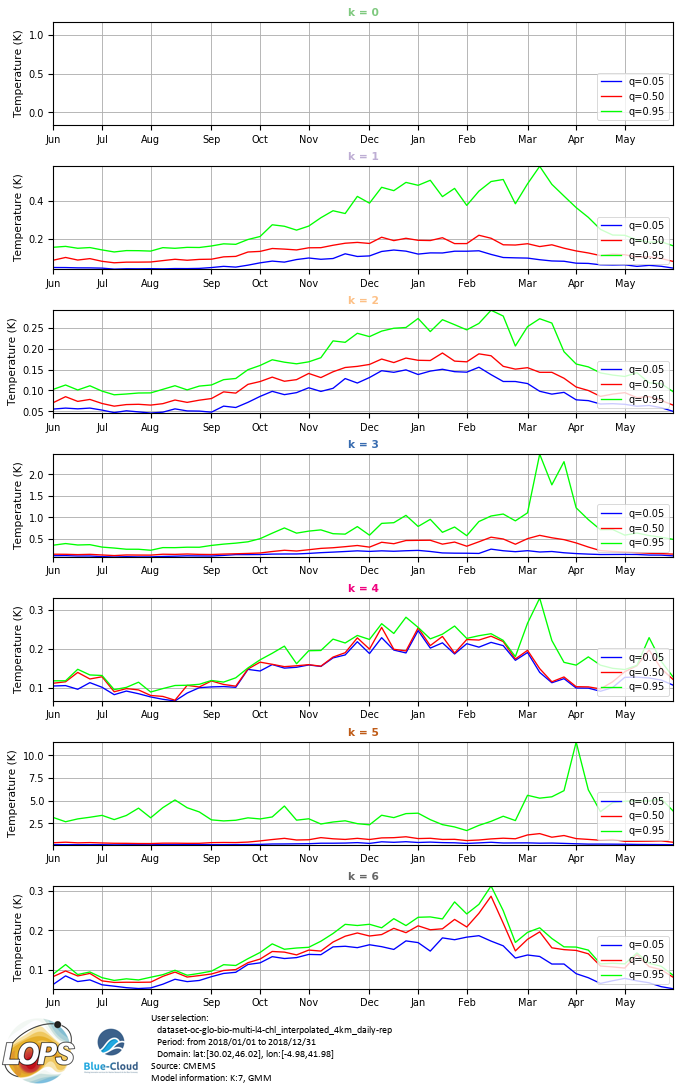 k = 0
Temperature (K)
1.0
0.5
0.0
q=0.05
q=0.50
q=0.95
Jun Jul Aug Sep Oct Nov Dec Jan Feb Mar Apr May
k = 1
Temperature (K)
0.4
0.2
q=0.05
q=0.50
q=0.95
Jun Jul Aug Sep Oct Nov Dec Jan Feb Mar Apr May
k = 2
Temperature (K)
0.25
0.20
0.15
0.10
0.05
q=0.05
q=0.50
q=0.95
Jun Jul Aug Sep Oct Nov Dec Jan Feb Mar Apr May
k = 3
Temperature (K)
2.0
1.5
1.0
0.5
q=0.05
q=0.50
q=0.95
Jun Jul Aug Sep Oct Nov Dec Jan Feb Mar Apr May
k = 4
Temperature (K)
0.3
0.2
0.1
q=0.05
q=0.50
q=0.95
Jun Jul Aug Sep Oct Nov Dec Jan Feb Mar Apr May
k = 5
Temperature (K)
10.0
7.5
5.0
2.5
q=0.05
q=0.50
q=0.95
Jun Jul Aug Sep Oct Nov Dec Jan Feb Mar Apr May
k = 6
Temperature (K)
0.3
0.2
0.1
q=0.05
q=0.50
q=0.95
Jun Jul Aug Sep Oct Nov Dec Jan Feb Mar Apr May
LOPS
Blue-Cloud
User selection:
dataset-oc-glo-bio-multi-l4-chl_interpolated_4km_daily-rep
Period: from 2018/01/01 to 2018/12/31
Domain: lat:[30.02,46.02], lon:[-4.98,41.98]
Source: CMEMS
Model information: K:7, GMM